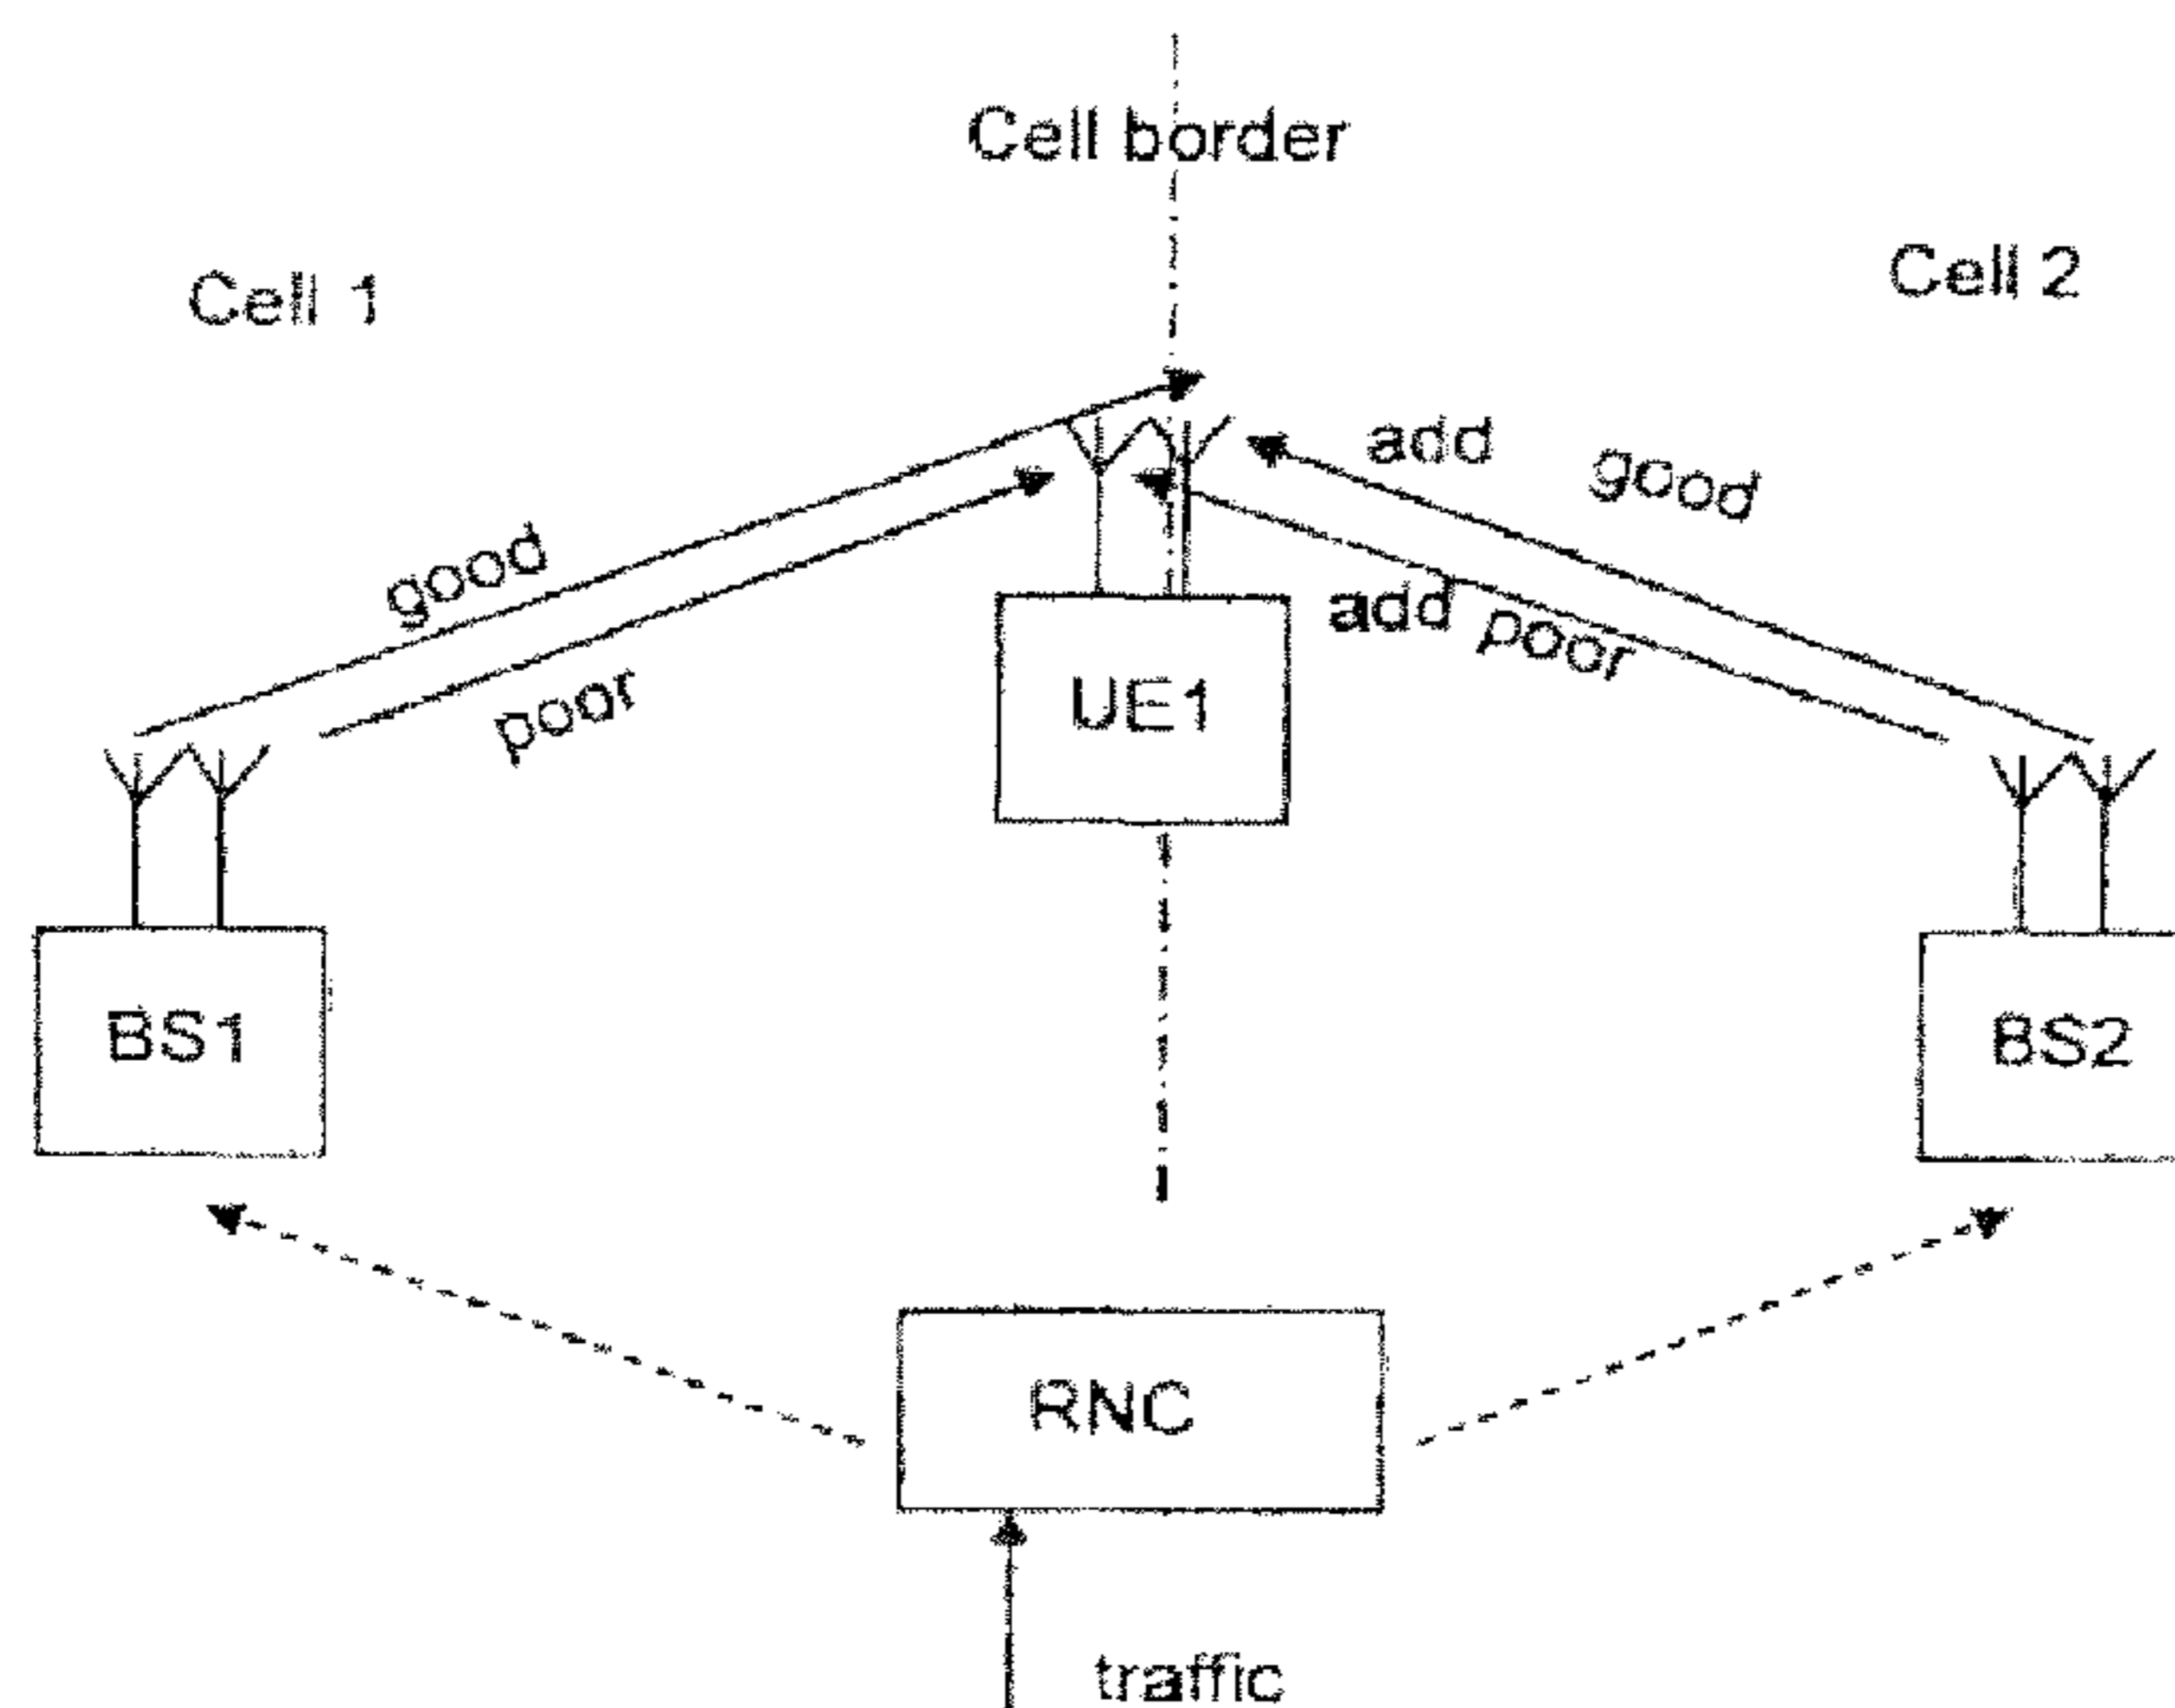 Cell border
Cell 1
Cell 2
add good
good
add poor
poor
UE1
BS1
BS2
RNC
traffic